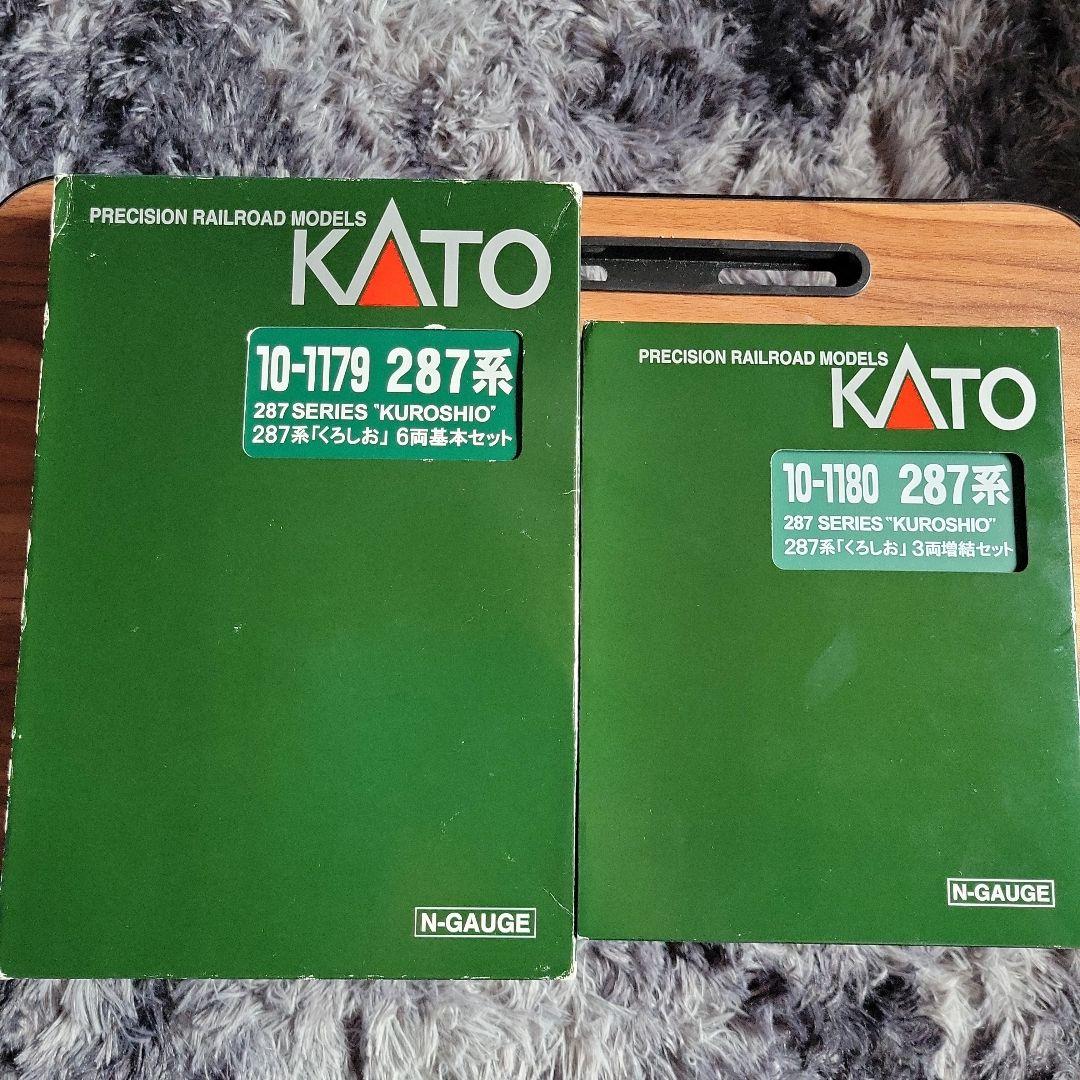 PRECISION RAILROAD MODELS
KATO
10-1179 287系
287 SERIES "KUROSHIO"
287系「くろしお」 6両基本セット
N-GAUGE
PRECISION RAILROAD MODELS
KATO
10-1180 287系
287 SERIES "KUROSHIO"
287系「くろしお」 3両増結セット
N-GAUGE